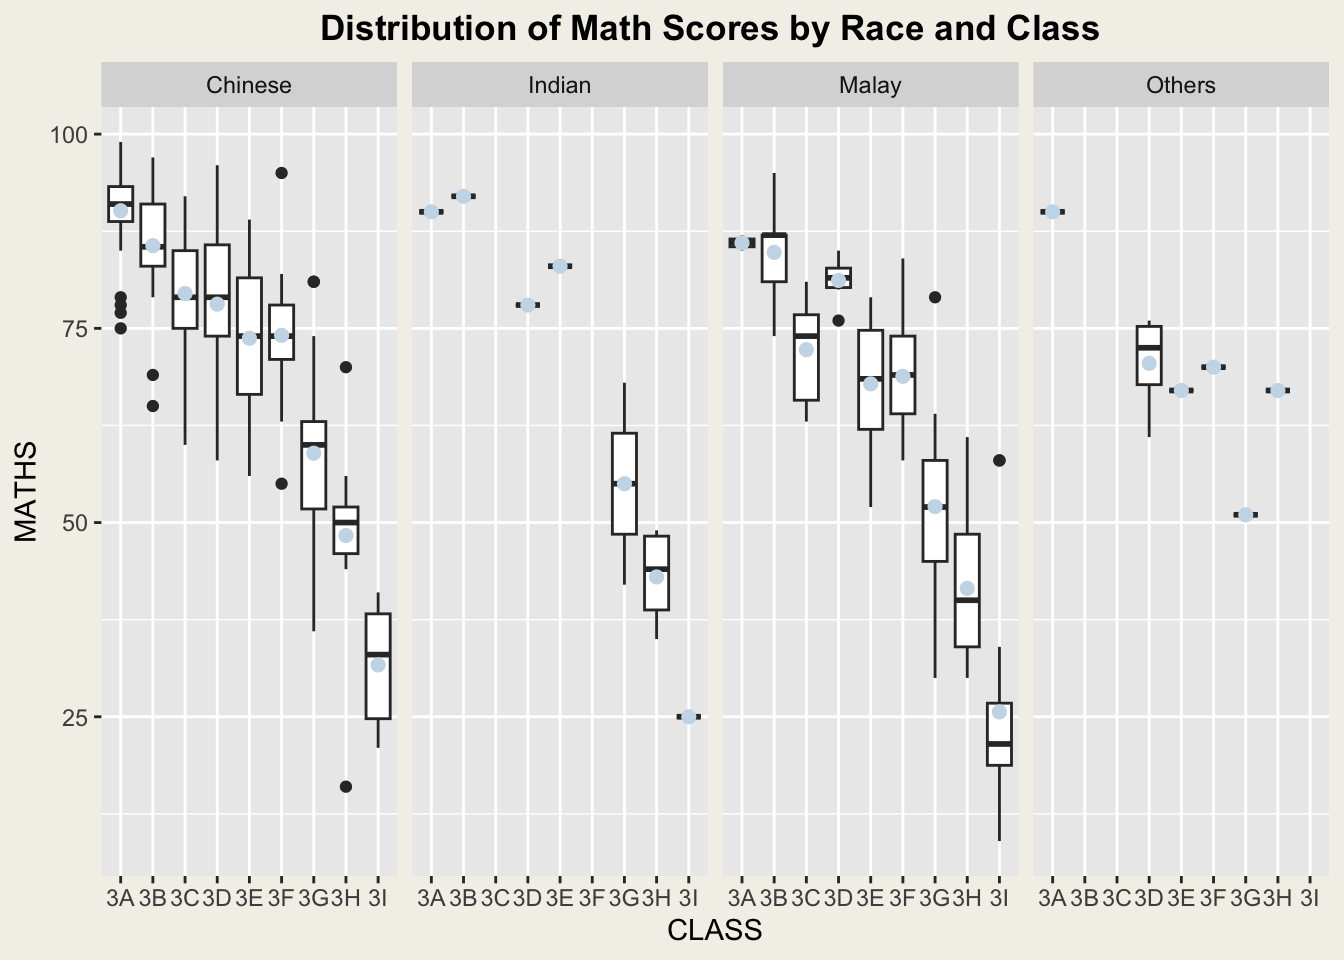 Distribution of Math Scores by Race and Class
Chinese Indian Malay Others
100
75
50
25
MATHS
3A 3B 3C 3D 3E 3F 3G 3H 3I 3A 3B 3C 3D 3E 3F 3G 3H 3I 3A 3B 3C 3D 3E 3F 3G 3H 3I 3A 3B 3C 3D 3E 3F 3G 3H 3I
CLASS